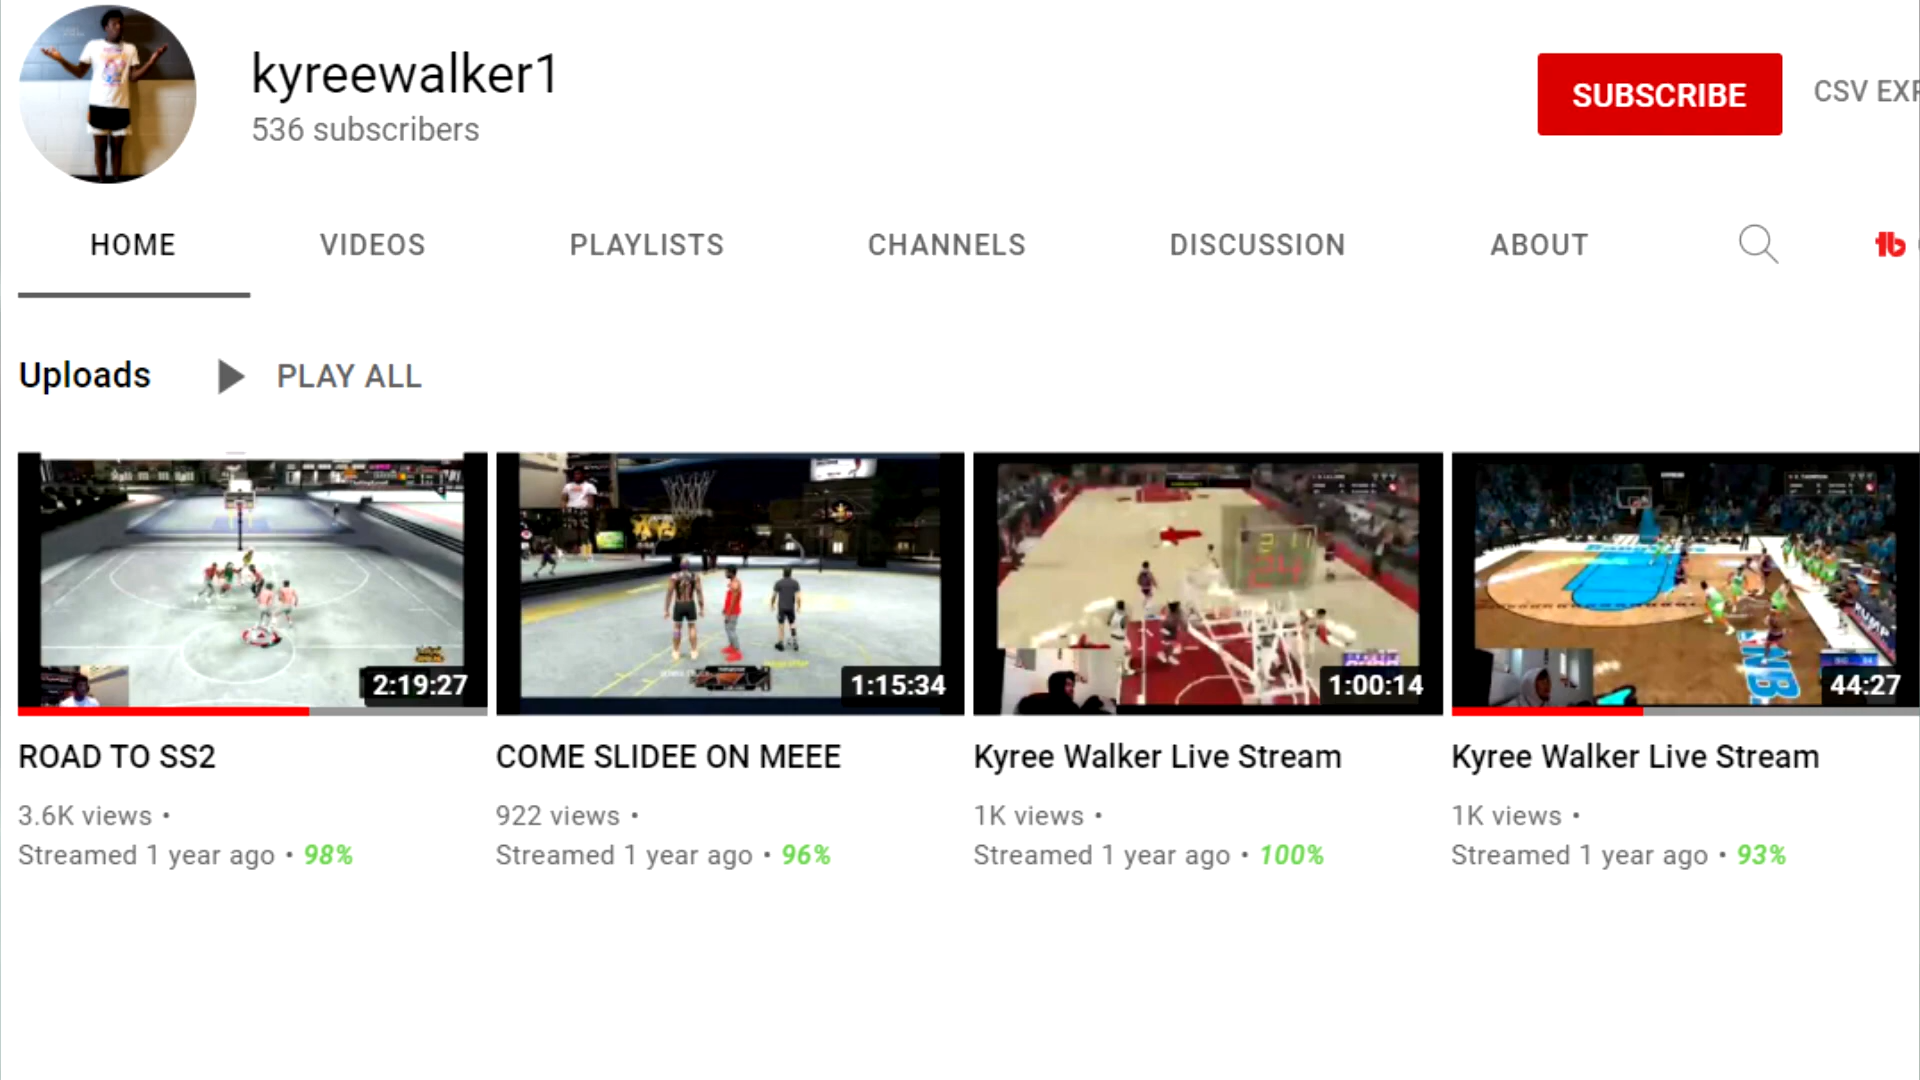 kyreewalker1
536 subscribers
SUBSCRIBE
CSV EXP
HOME
VIDEOS
PLAYLISTS
CHANNELS
DISCUSSION
ABOUT
tb
Uploads
PLAY ALL
2:19:27
1:15:34
1:00:14
44:27
ROAD TO SS2
COME SLIDEE ON MEEE
Kyree Walker Live Stream
Kyree Walker Live Stream
3.6K views •
922 views •
1K views •
1K views •
Streamed 1 year ago • 98%
Streamed 1 year ago • 96%
Streamed 1 year ago • 100%
Streamed 1 year ago • 93%